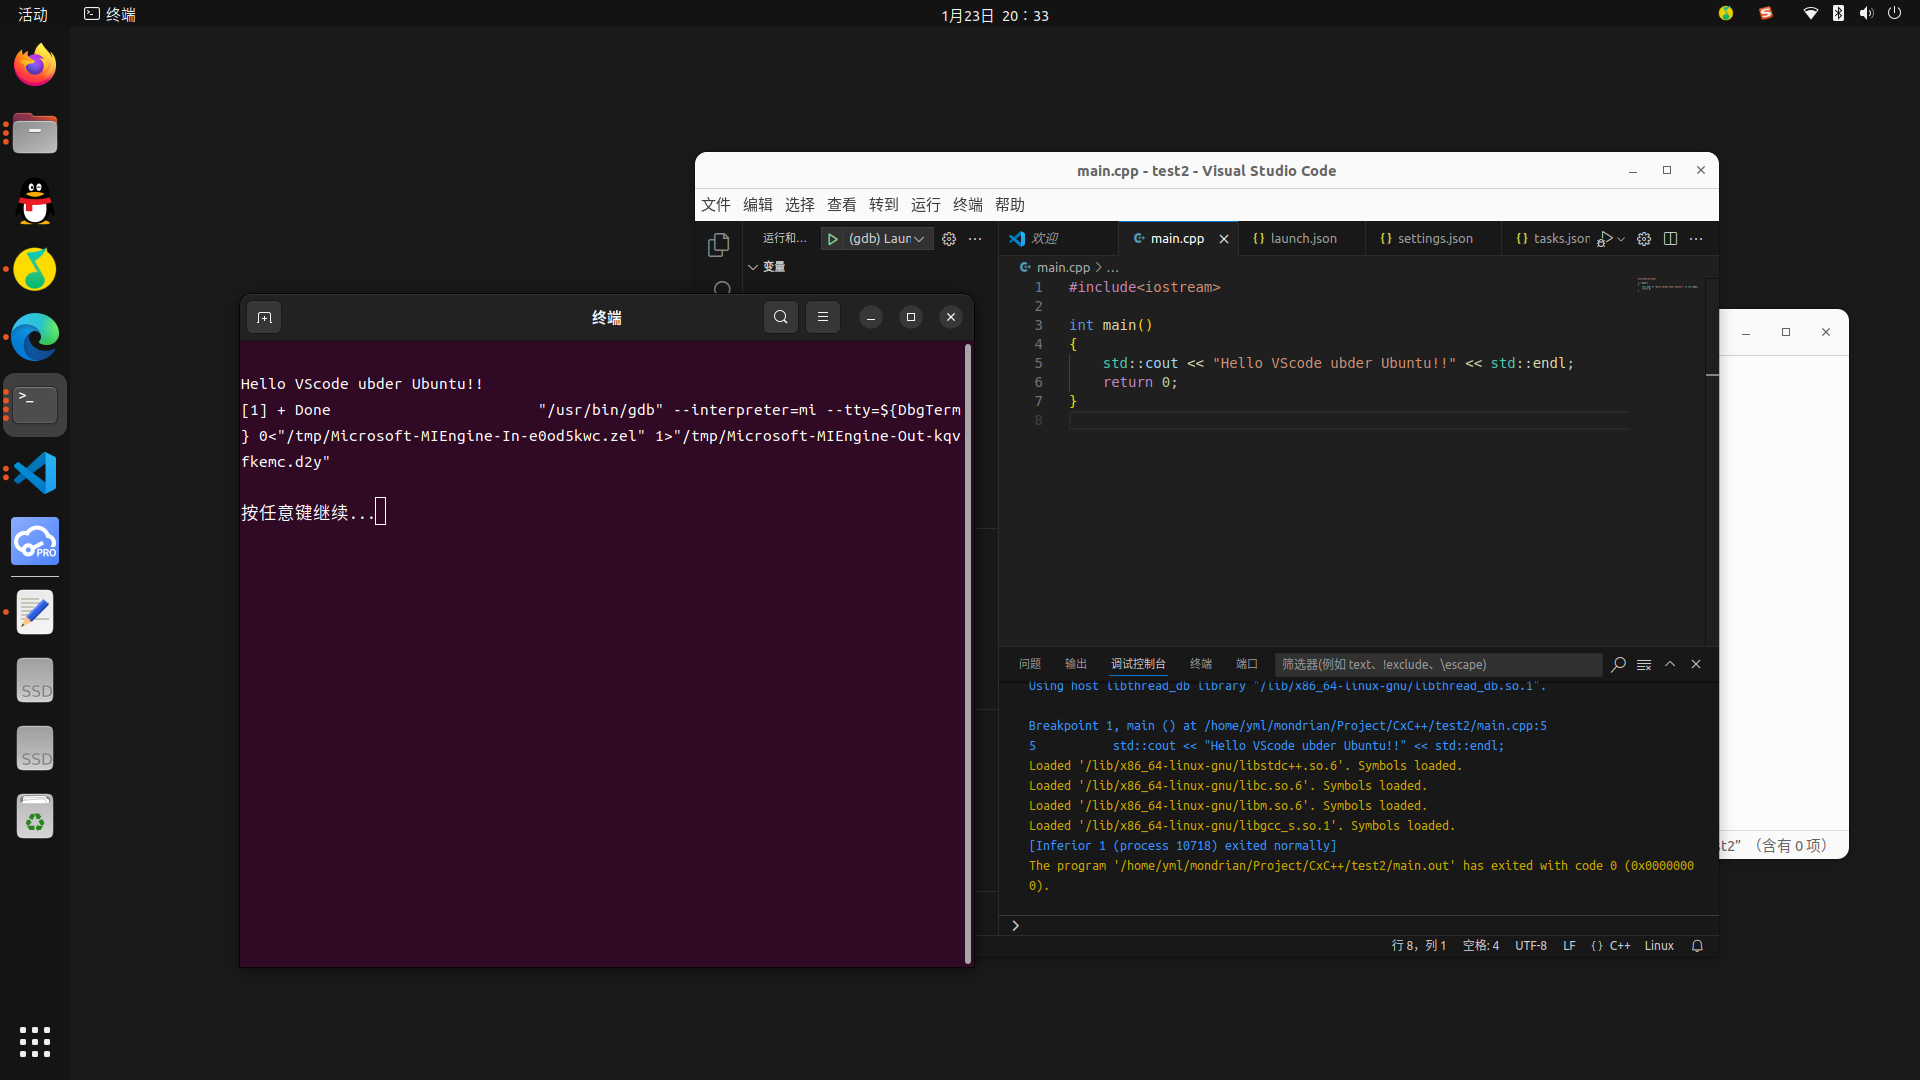 活动 终端 1月23日 20：33
main.cpp - test2 - Visual Studio Code
文件 编辑 选择 查看 转到 运行 终端 帮助
运行和... (gdb) Laun
变量
欢迎 main.cpp launch.json settings.json tasks.json
main.cpp > ...
1 #include<iostream>
2
3 int main()
4 {
5 std::cout << "Hello VScode ubder Ubuntu!!" << std::endl;
6 return 0;
7 }
8
终端
Hello VScode ubder Ubuntu!!
[1] + Done "/usr/bin/gdb" --interpreter=mi --tty=${DbgTerm
} 0<"/tmp/Microsoft-MIEngine-In-e0od5kwc.zel" 1>"/tmp/Microsoft-MIEngine-Out-kqv
fkemc.d2y"
按任意键继续...
问题 输出 调试控制台 终端 端口 筛选器(例如 text、!exclude、\escape)
Using host libthread_db library "/lib/x86_64-linux-gnu/libthread_db.so.1".
Breakpoint 1, main () at /home/yml/mondrian/Project/CxC++/test2/main.cpp:5
5 std::cout << "Hello VScode ubder Ubuntu!!" << std::endl;
Loaded '/lib/x86_64-linux-gnu/libstdc++.so.6'. Symbols loaded.
Loaded '/lib/x86_64-linux-gnu/libc.so.6'. Symbols loaded.
Loaded '/lib/x86_64-linux-gnu/libm.so.6'. Symbols loaded.
Loaded '/lib/x86_64-linux-gnu/libgcc_s.so.1'. Symbols loaded.
[Inferior 1 (process 10718) exited normally]
The program '/home/yml/mondrian/Project/CxC++/test2/main.out' has exited with code 0 (0x0000000
0).
行 8，列 1 空格: 4 UTF-8 LF {} C++ Linux
st2” （含有 0 项）
PRO
SSD
SSD